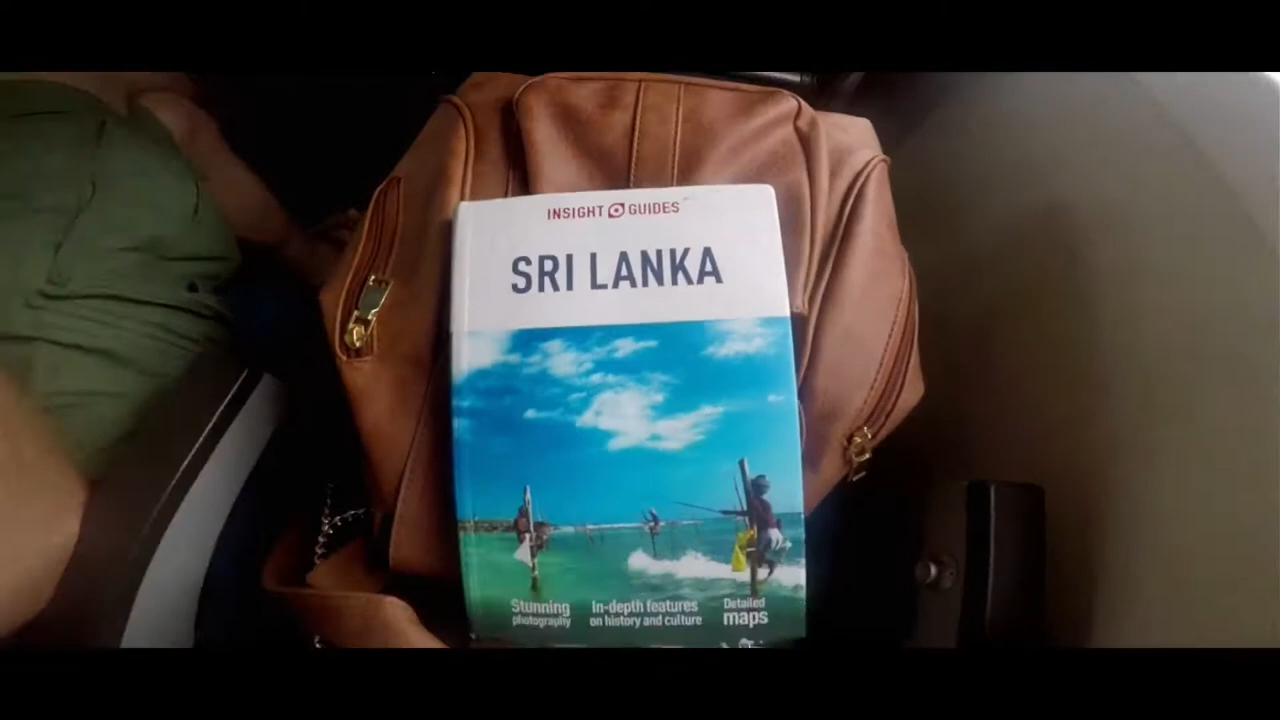 INSIGHT GUIDES
SRI LANKA
Stunning photography
In-depth features on history and culture
Detailed maps